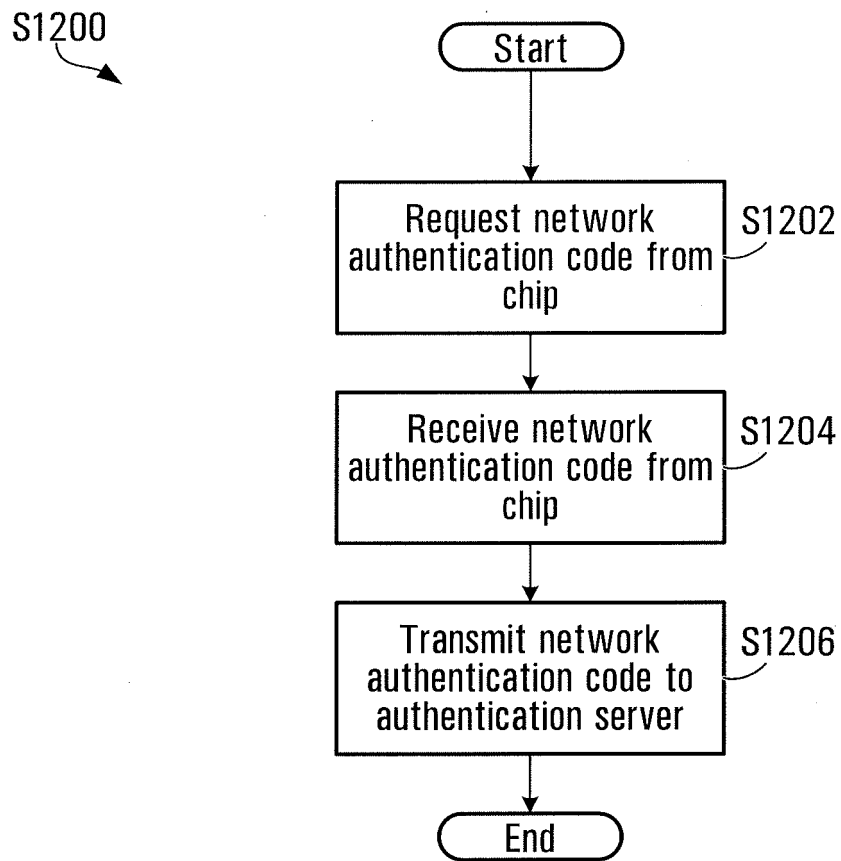 S1200
Start
Request network
authentication code from
chip
S1202
Receive network
authentication code from
chip
S1204
Transmit network
authentication code to
authentication server
S1206
End